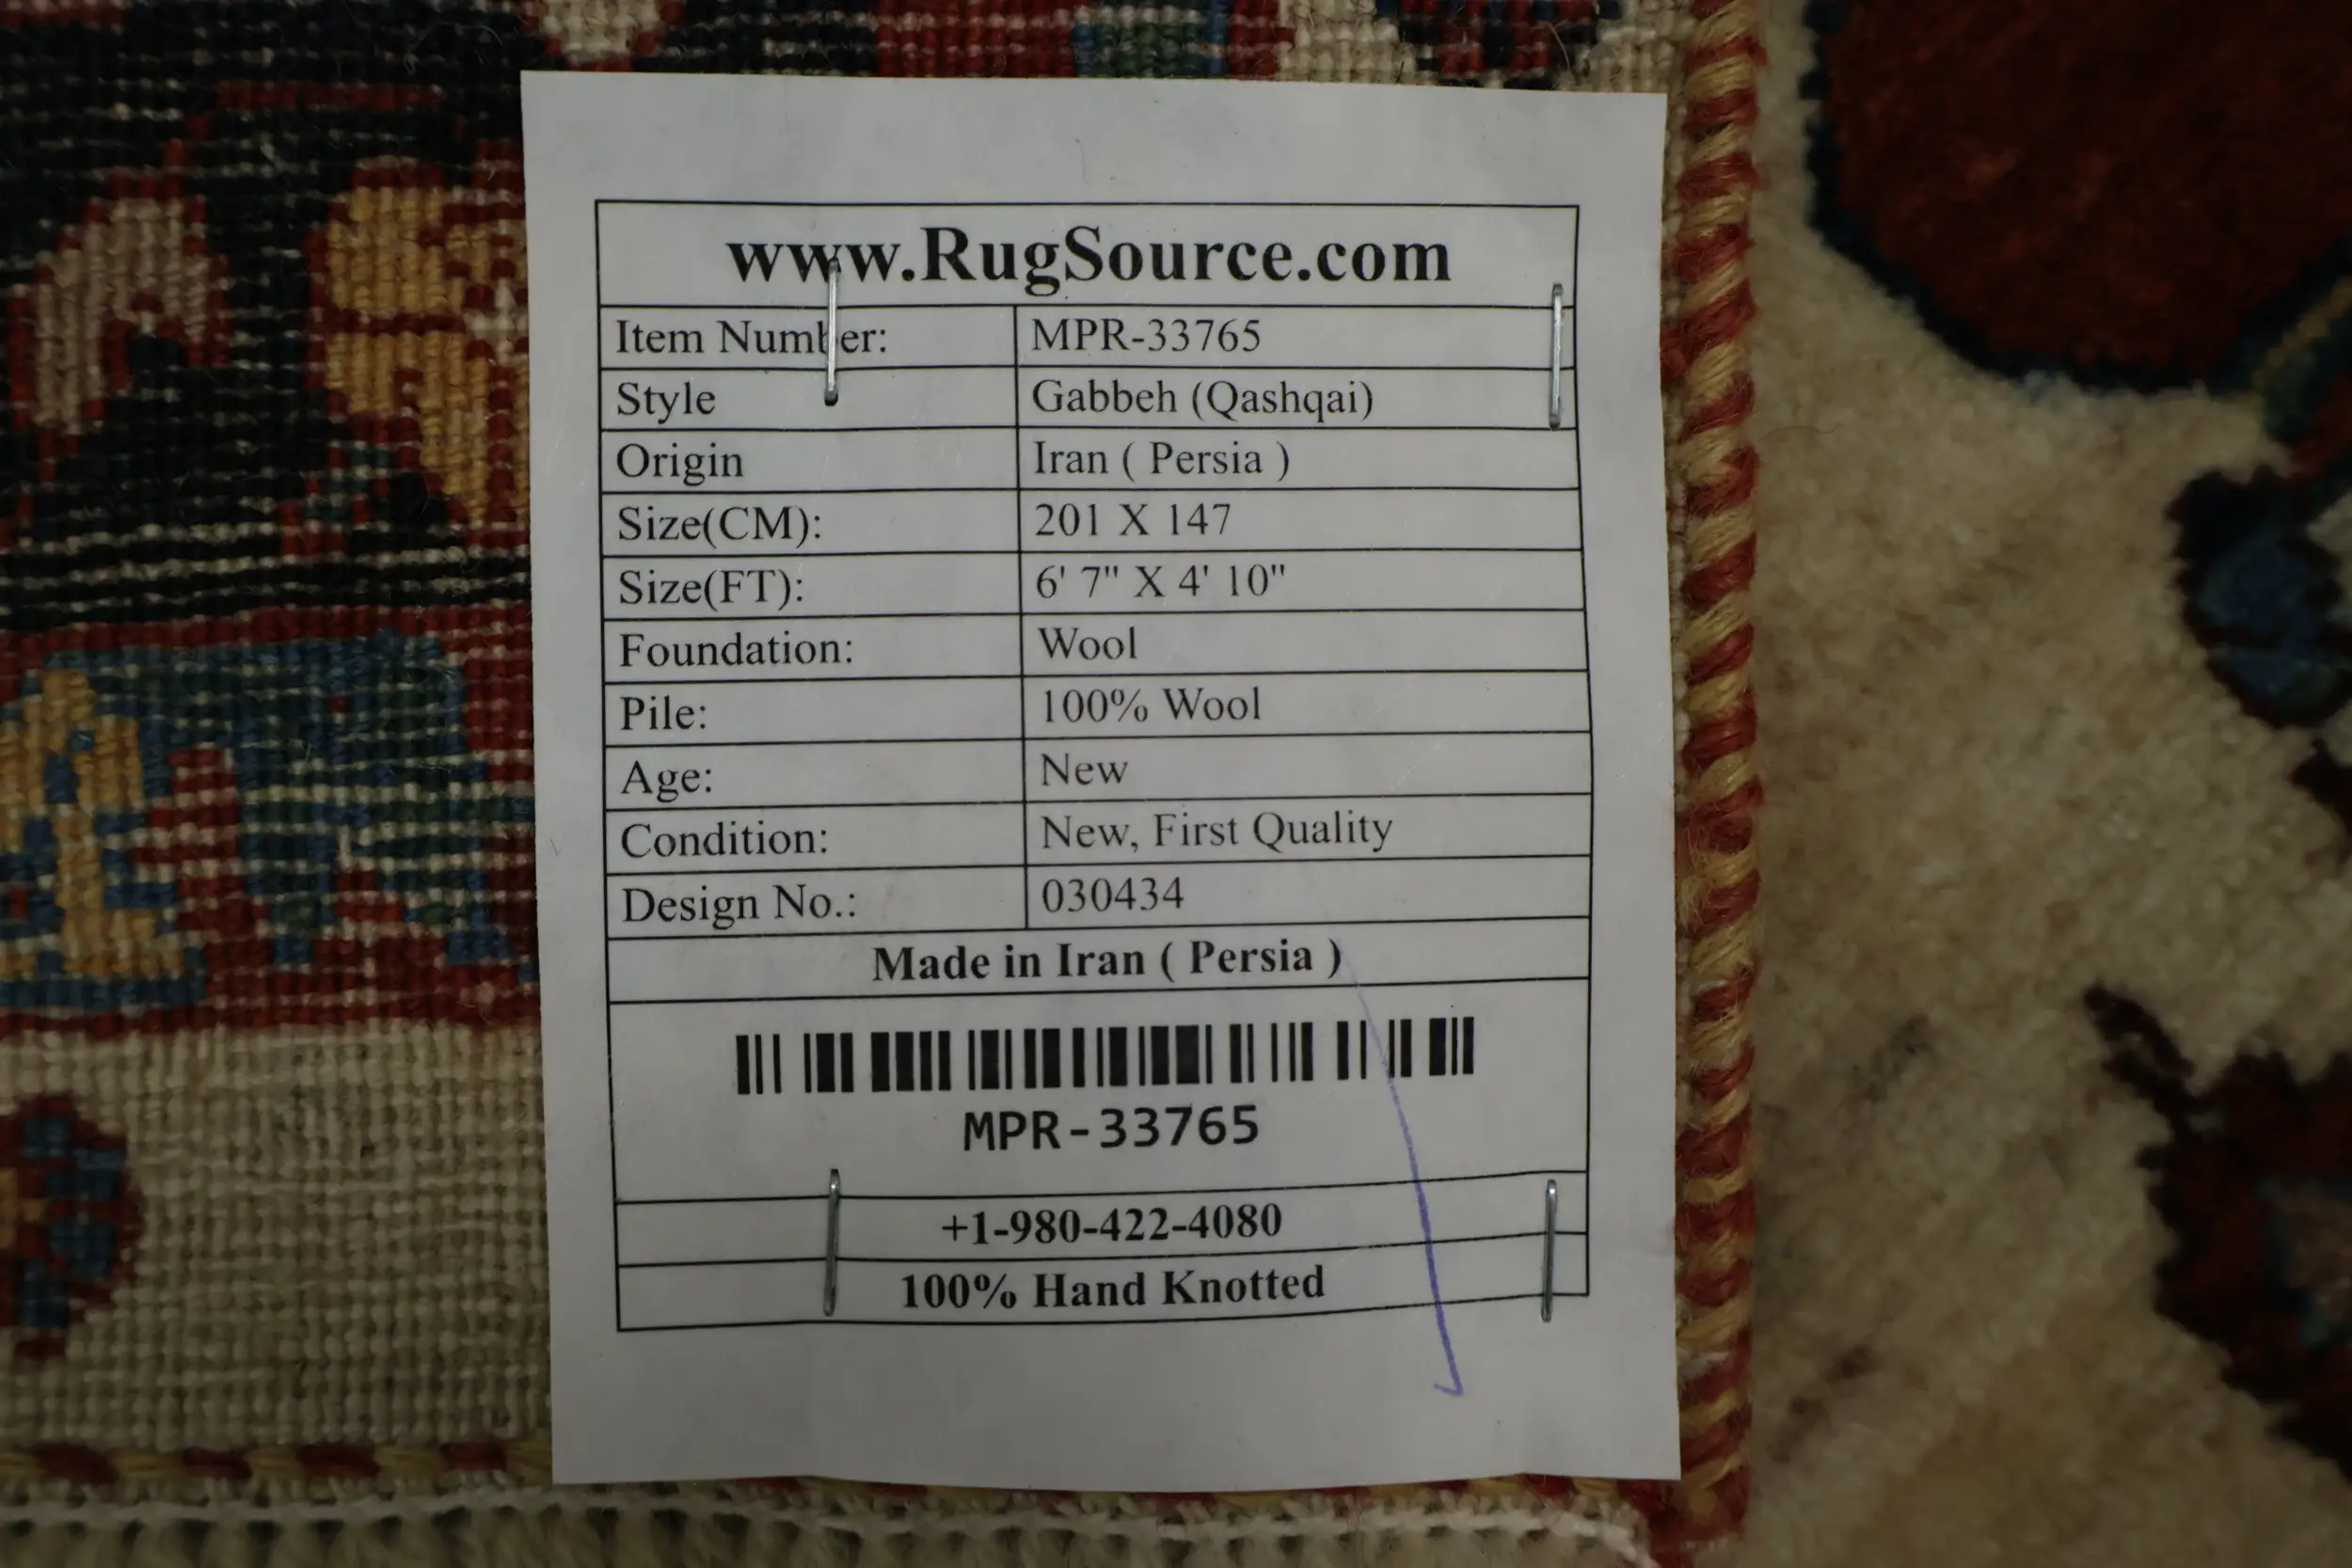 www.RugSource.com
Item Number: MPR-33765
Style Gabbeh (Qashqai)
Origin Iran ( Persia )
Size(CM): 201 X 147
Size(FT): 6' 7" X 4' 10"
Foundation: Wool
Pile: 100% Wool
Age: New
Condition: New, First Quality
Design No.: 030434
Made in Iran ( Persia )
MPR-33765
+1-980-422-4080
100% Hand Knotted